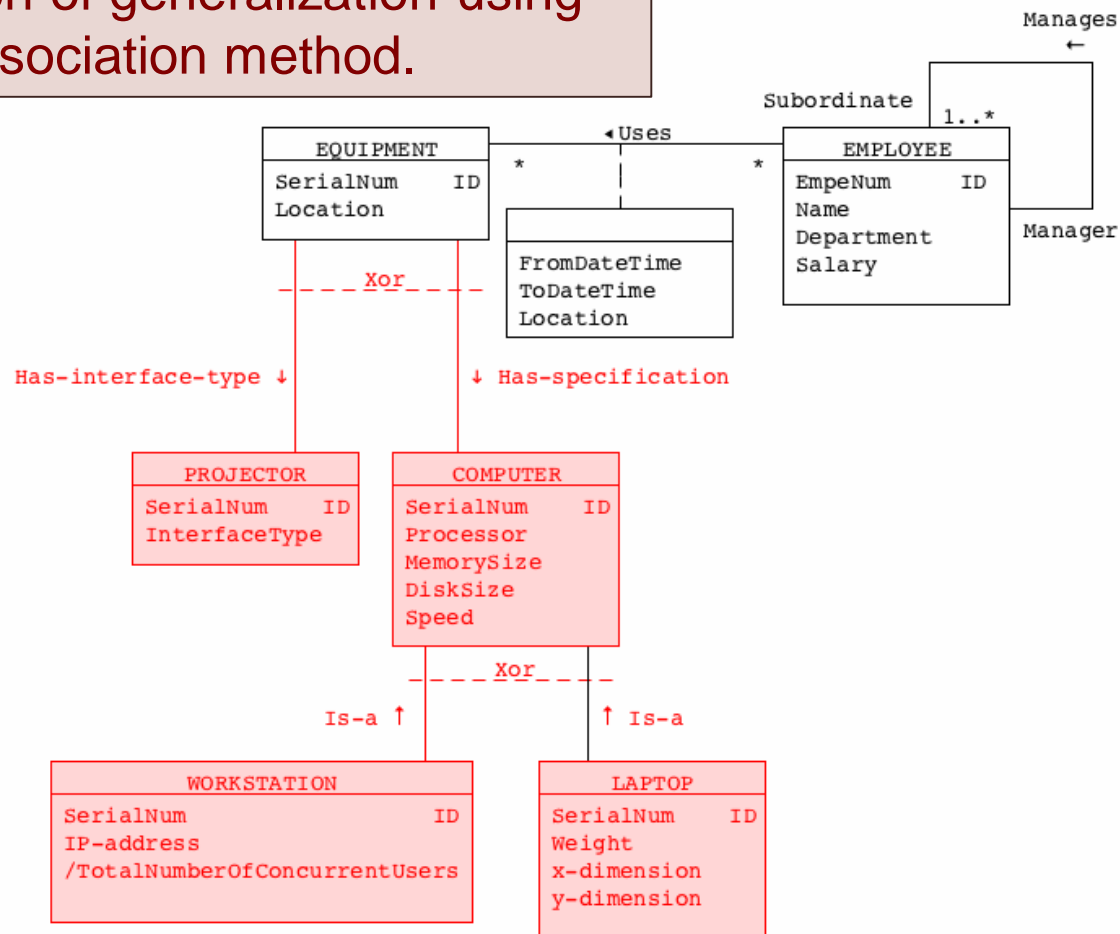 n of generalization using
sociation method.
Manages
←
Subordinate
1..*
◂Uses
EQUIPMENT
*
*
EMPLOYEE
SerialNum ID
Location
EmpeNum ID
Name
Department
Salary
Manager
FromDateTime
ToDateTime
Location
Xor
Has-interface-type ↓
↓ Has-specification
PROJECTOR
SerialNum ID
InterfaceType
COMPUTER
SerialNum ID
Processor
MemorySize
DiskSize
Speed
Xor
Is-a ↑
↑ Is-a
WORKSTATION
SerialNum ID
IP-address
/TotalNumberOfConcurrentUsers
LAPTOP
SerialNum ID
Weight
x-dimension
y-dimension